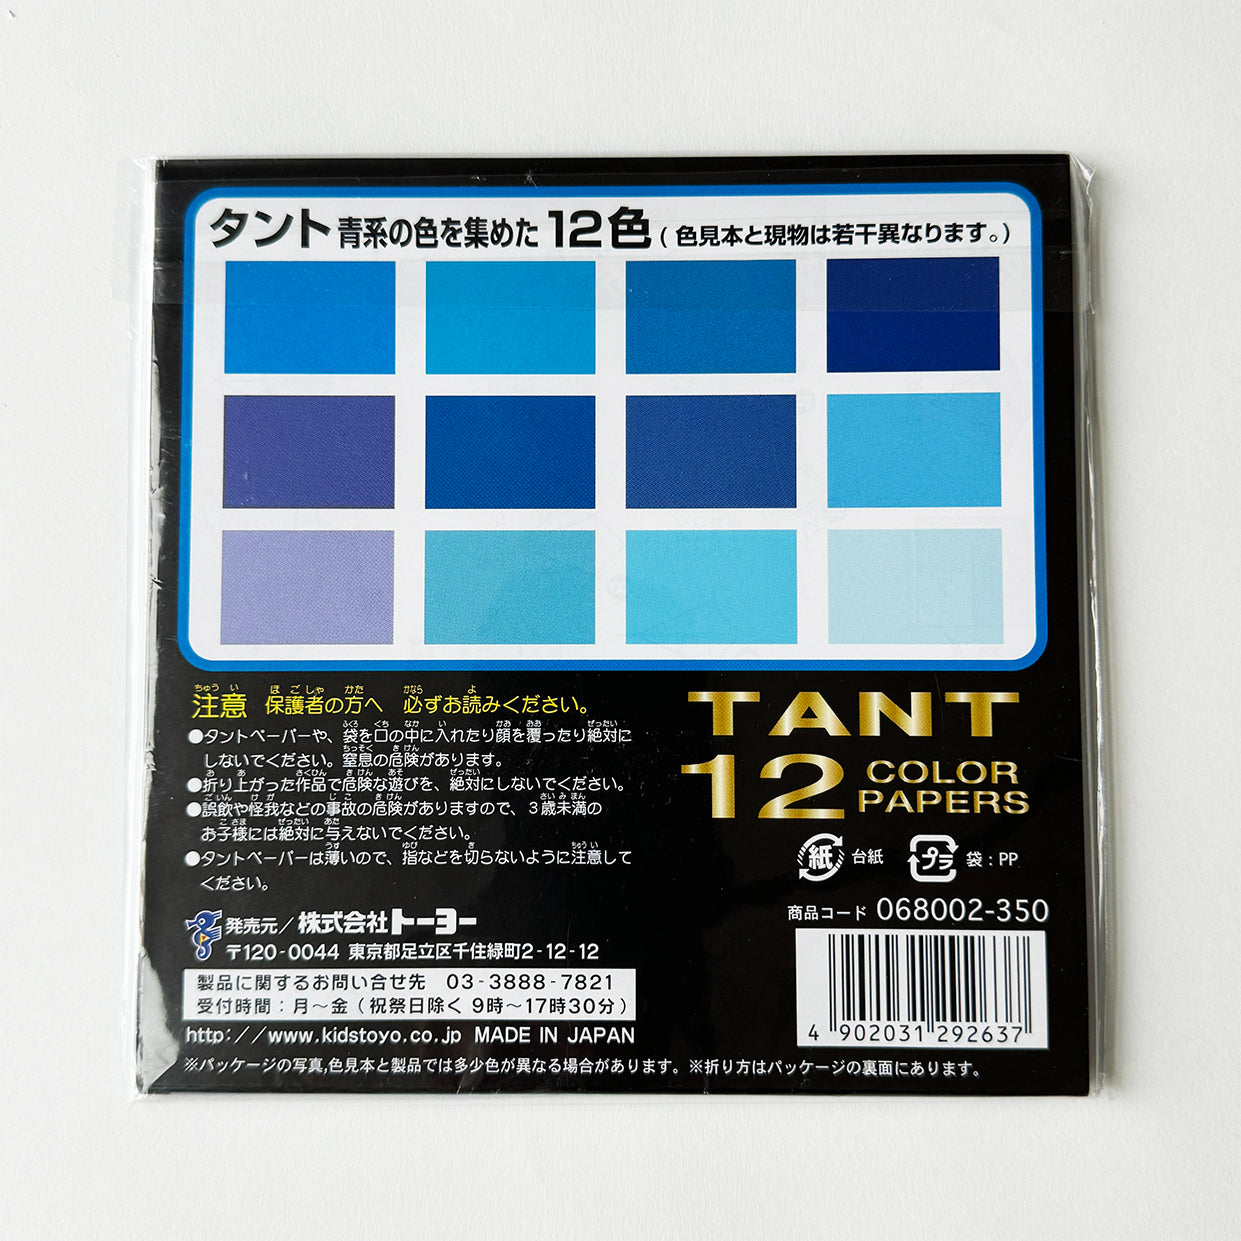 タント 青系の色を集めた 12色 ( 色見本と現物は若干異なります。)
注意 保護者の方へ 必ずお読みください。
●タントペーパーや、袋を口の中に入れたり顔を覆ったり絶対に
しないでください。窒息の危険があります。
●折り上がった作品で危険な遊びを、絶対にしないでください。
●誤飲や怪我などの事故の危険がありますので、3歳未満の
お子様には絶対に与えないでください。
●タントペーパーは薄いので、指などを切らないように注意して
ください。
TANT
12 COLOR
PAPERS
紙 台紙 プラ 袋:PP
商品コード 068002-350
4 902031 292637
発売元／株式会社トーヨー
〒120-0044 東京都足立区千住緑町2-12-12
製品に関するお問い合せ先 03-3888-7821
受付時間：月～金（祝祭日除く 9時～17時30分）
http://www.kidstoyo.co.jp MADE IN JAPAN
※パッケージの写真,色見本と製品では多少色が異なる場合があります。※折り方はパッケージの裏面にあります。